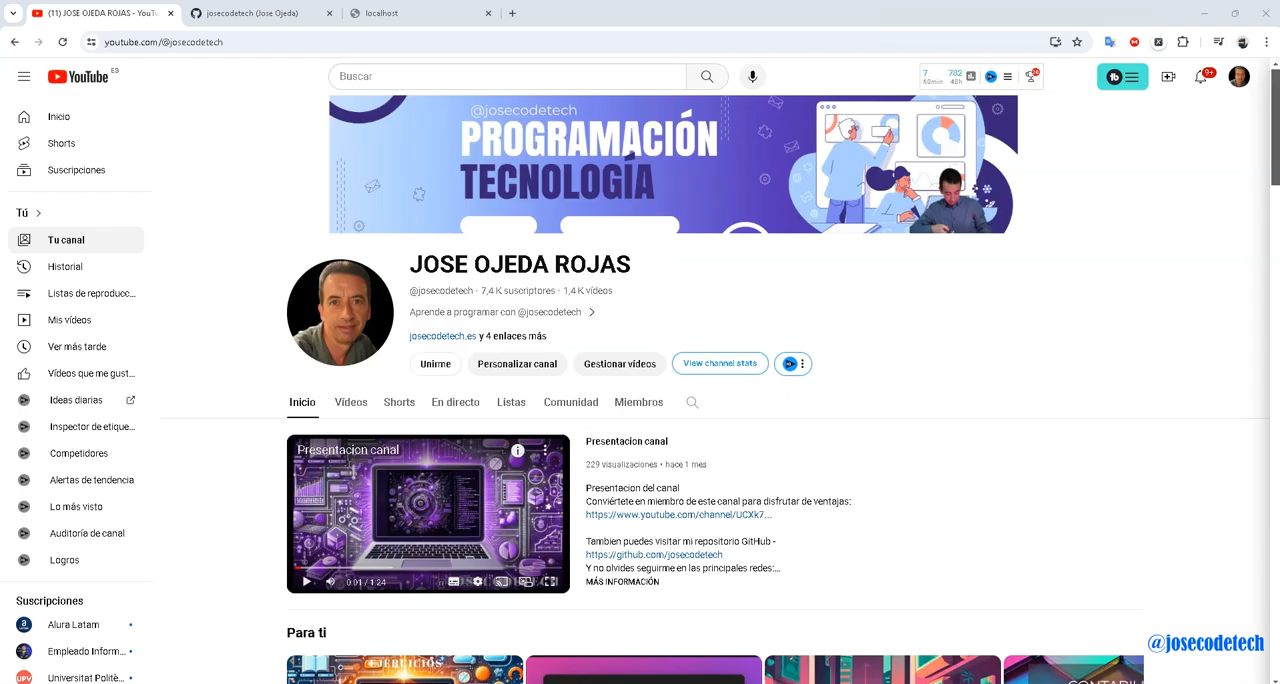 (11) JOSE OJEDA ROJAS - YouTu
josecodetech (Jose Ojeda)
localhost
youtube.com/@josecodetech
YouTube ES
Buscar
7 60min 782 48h
9+
@josecodetech
PROGRAMACIÓN
TECNOLOGÍA
Inicio
Shorts
Suscripciones
Tú
Tu canal
Historial
Listas de reproducc...
Mis vídeos
Ver más tarde
Vídeos que me gust...
Ideas diarias
Inspector de etique...
Competidores
Alertas de tendencia
Lo más visto
Auditoría de canal
Logros
Suscripciones
Alura Latam
Empleado Inform...
UPV Universitat Politè...
JOSE OJEDA ROJAS
@josecodetech · 7,4 K suscriptores · 1,4 K vídeos
Aprende a programar con @josecodetech
josecodetech.es y 4 enlaces más
Unirme Personalizar canal Gestionar vídeos View channel stats
Inicio Vídeos Shorts En directo Listas Comunidad Miembros
Presentacion canal
0:01 / 1:24
Presentacion canal
229 visualizaciones • hace 1 mes
Presentacion del canal
Conviértete en miembro de este canal para disfrutar de ventajas:
https://www.youtube.com/channel/UCXk7...
Tambien puedes visitar mi repositorio GitHub -
https://github.com/josecodetech
Y no olvides seguirme en las principales redes:...
MÁS INFORMACIÓN
Para ti
EJERCICIOS
@josecodetech